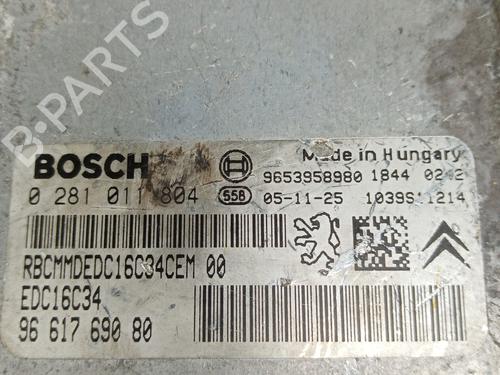 B-PARTS
BOSCH
Made in Hungary
9653958980 1844 0242
0 281 011 804
558
05-11-25 1039S11214
RBCMMDEDC16C34CEM 00
EDC16C34
96 617 690 80